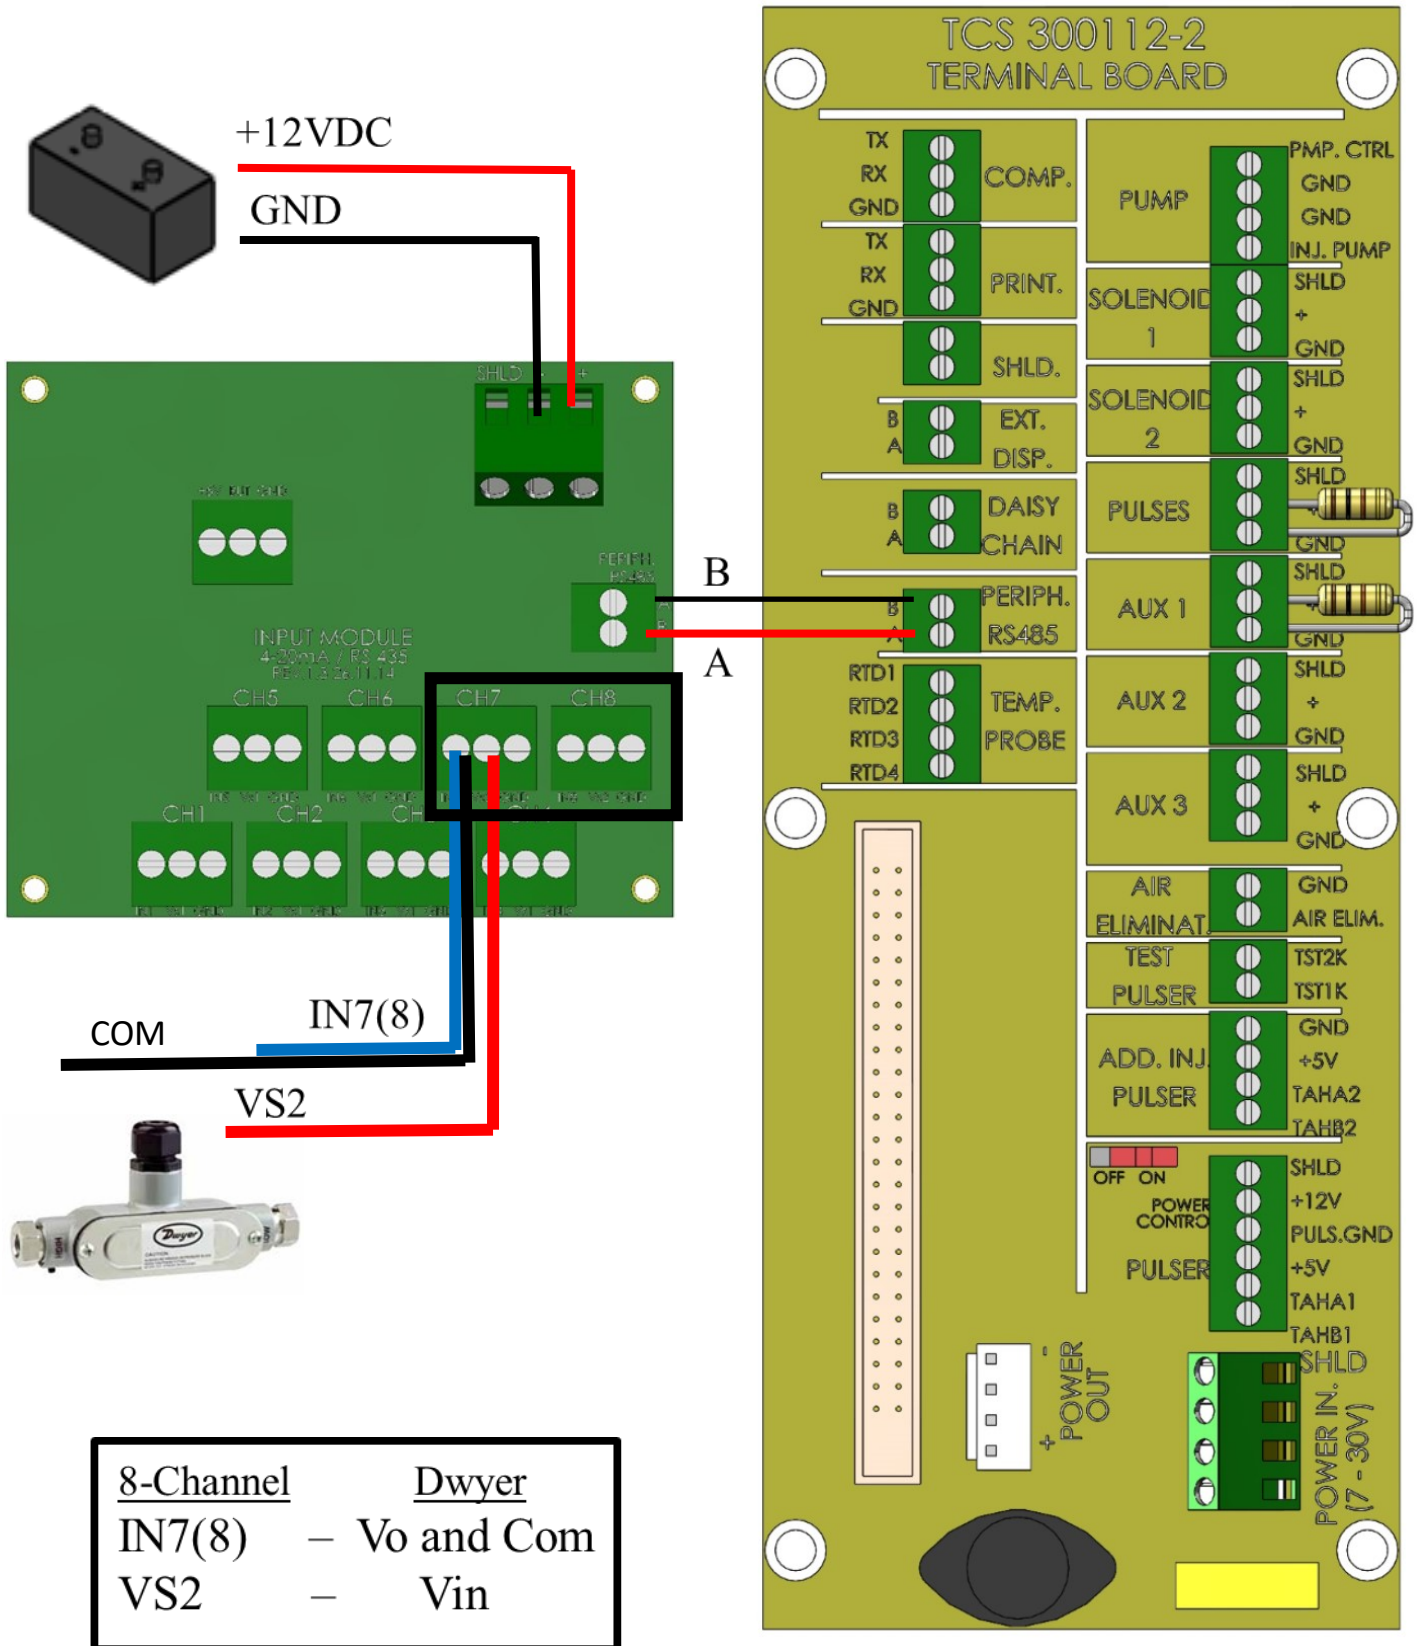 TCS 300112-2
TERMINAL BOARD
+12VDC
GND
SHLD - +
GND
PERIPH.
RS485
A
B
INPUT MODULE
4-20mA / RS-485
CH5 CH6 CH7 CH8
CH1 CH2
B
A
COM
IN7(8)
VS2
HIGH
Dwyer
LOW
8-Channel Dwyer
IN7(8) – Vo and Com
VS2 – Vin
TX
RX
GND
COMP.
TX
RX
GND
PRINT.
SHLD.
B
A
EXT.
DISP.
B
A
DAISY
CHAIN
B
A
PERIPH.
RS485
RTD1
RTD2
RTD3
RTD4
TEMP.
PROBE
PUMP
PMP. CTRL
GND
GND
INJ. PUMP
SOLENOID
1
SHLD
+
GND
SOLENOID
2
SHLD
+
GND
PULSES
SHLD
+
GND
AUX 1
SHLD
+
GND
AUX 2
SHLD
+
GND
AUX 3
SHLD
+
GND
AIR
ELIMINAT.
GND
AIR ELIM.
TEST
PULSER
TST2K
TST1K
ADD. INJ.
PULSER
GND
+5V
TAHA2
TAHB2
OFF ON
POWER
CONTRO
PULSER
SHLD
+12V
PULS.GND
+5V
TAHA1
TAHB1
- +
POWER
OUT
SHLD
POWER IN.
(7 - 30V)